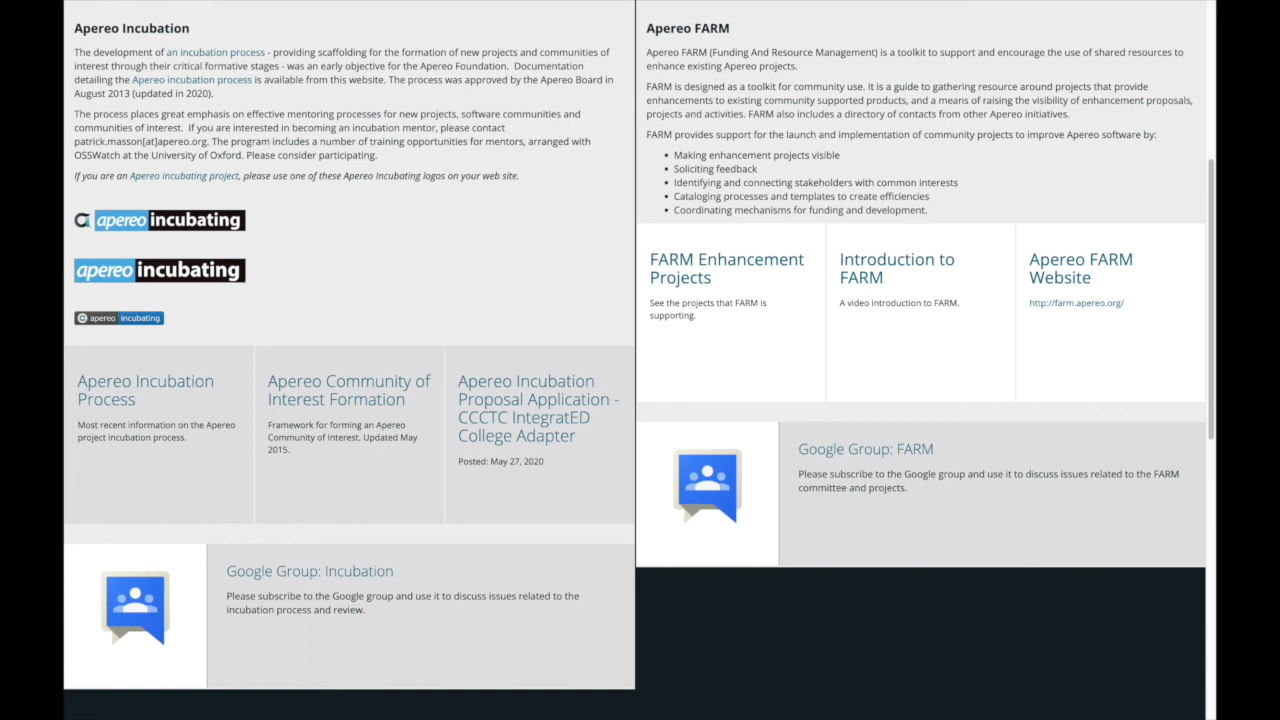 Apereo Incubation
The development of an incubation process - providing scaffolding for the formation of new projects and communities of
interest through their critical formative stages - was an early objective for the Apereo Foundation.  Documentation
detailing the Apereo incubation process is available from this website. The process was approved by the Apereo Board in
August 2013 (updated in 2020).
The process places great emphasis on effective mentoring processes for new projects, software communities and
communities of interest.  If you are interested in becoming an incubation mentor, please contact
patrick.masson[at]apereo.org. The program includes a number of training opportunities for mentors, arranged with
OSSWatch at the University of Oxford. Please consider participating.
If you are an Apereo incubating project, please use one of these Apereo Incubating logos on your web site.
apereo incubating
apereo incubating
apereo incubating
Apereo Incubation
Process
Most recent information on the Apereo
project incubation process.
Apereo Community of
Interest Formation
Framework for forming an Apereo
Community of Interest. Updated May
2015.
Apereo Incubation
Proposal Application -
CCCTC IntegratED
College Adapter
Posted: May 27, 2020
Google Group: Incubation
Please subscribe to the Google group and use it to discuss issues related to the
incubation process and review.
Apereo FARM
Apereo FARM (Funding And Resource Management) is a toolkit to support and encourage the use of shared resources to
enhance existing Apereo projects.
FARM is designed as a toolkit for community use. It is a guide to gathering resource around projects that provide
enhancements to existing community supported products, and a means of raising the visibility of enhancement proposals,
projects and activities. FARM also includes a directory of contacts from other Apereo initiatives.
FARM provides support for the launch and implementation of community projects to improve Apereo software by:
• Making enhancement projects visible
• Soliciting feedback
• Identifying and connecting stakeholders with common interests
• Cataloging processes and templates to create efficiencies
• Coordinating mechanisms for funding and development.
FARM Enhancement
Projects
See the projects that FARM is
supporting.
Introduction to
FARM
A video introduction to FARM.
Apereo FARM
Website
http://farm.apereo.org/
Google Group: FARM
Please subscribe to the Google group and use it to discuss issues related to the FARM
committee and projects.